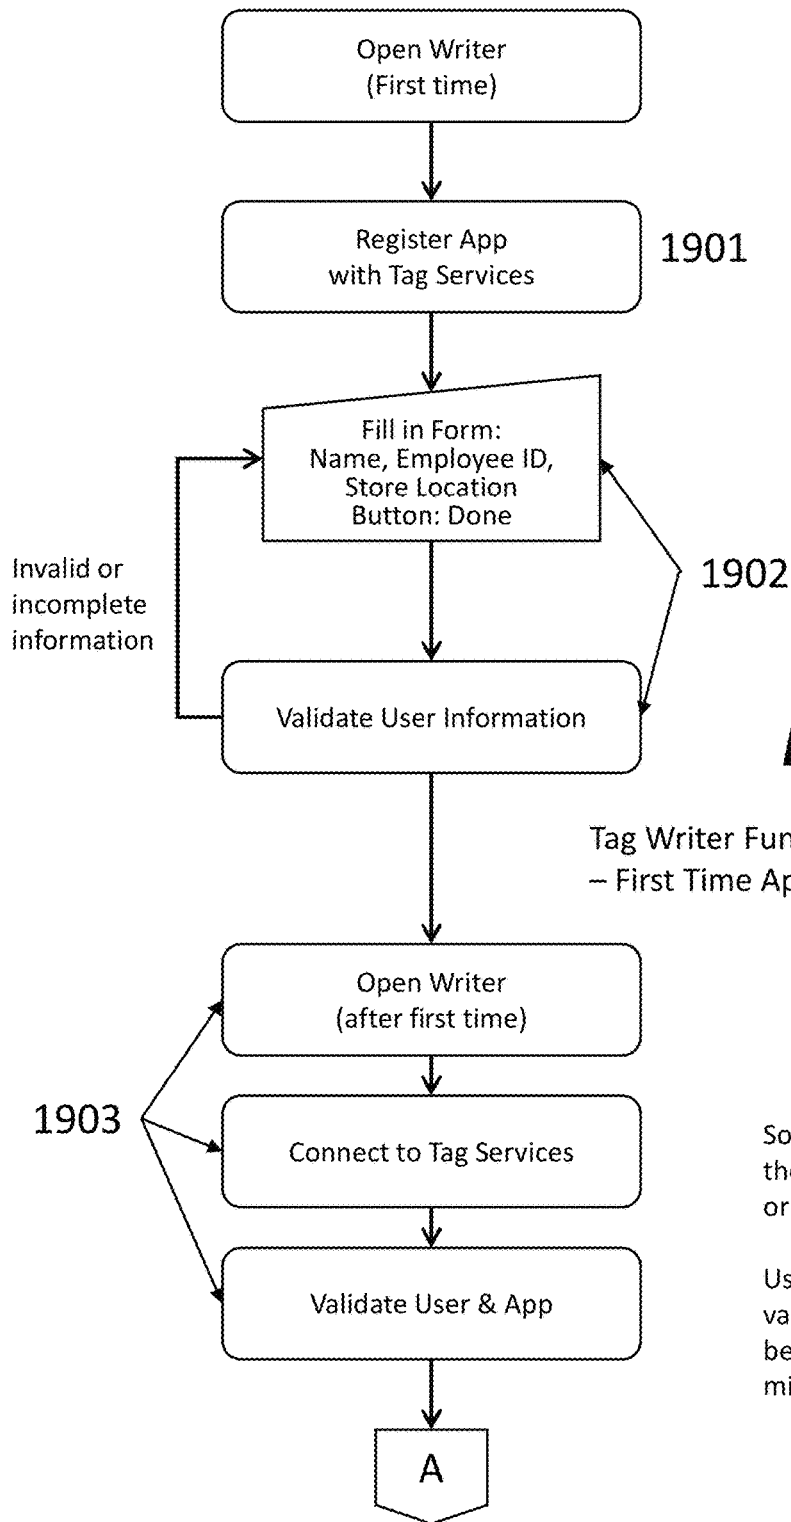 Open Writer
(First time)
Register App
with Tag Services
1901
Fill in Form:
Name, Employee ID,
Store Location
Button: Done
Invalid or
incomplete
information
1902
Validate User Information
Tag Writer
– First Time
Open Writer
(after first time)
1903
Connect to Tag Services
Validate User & App
A